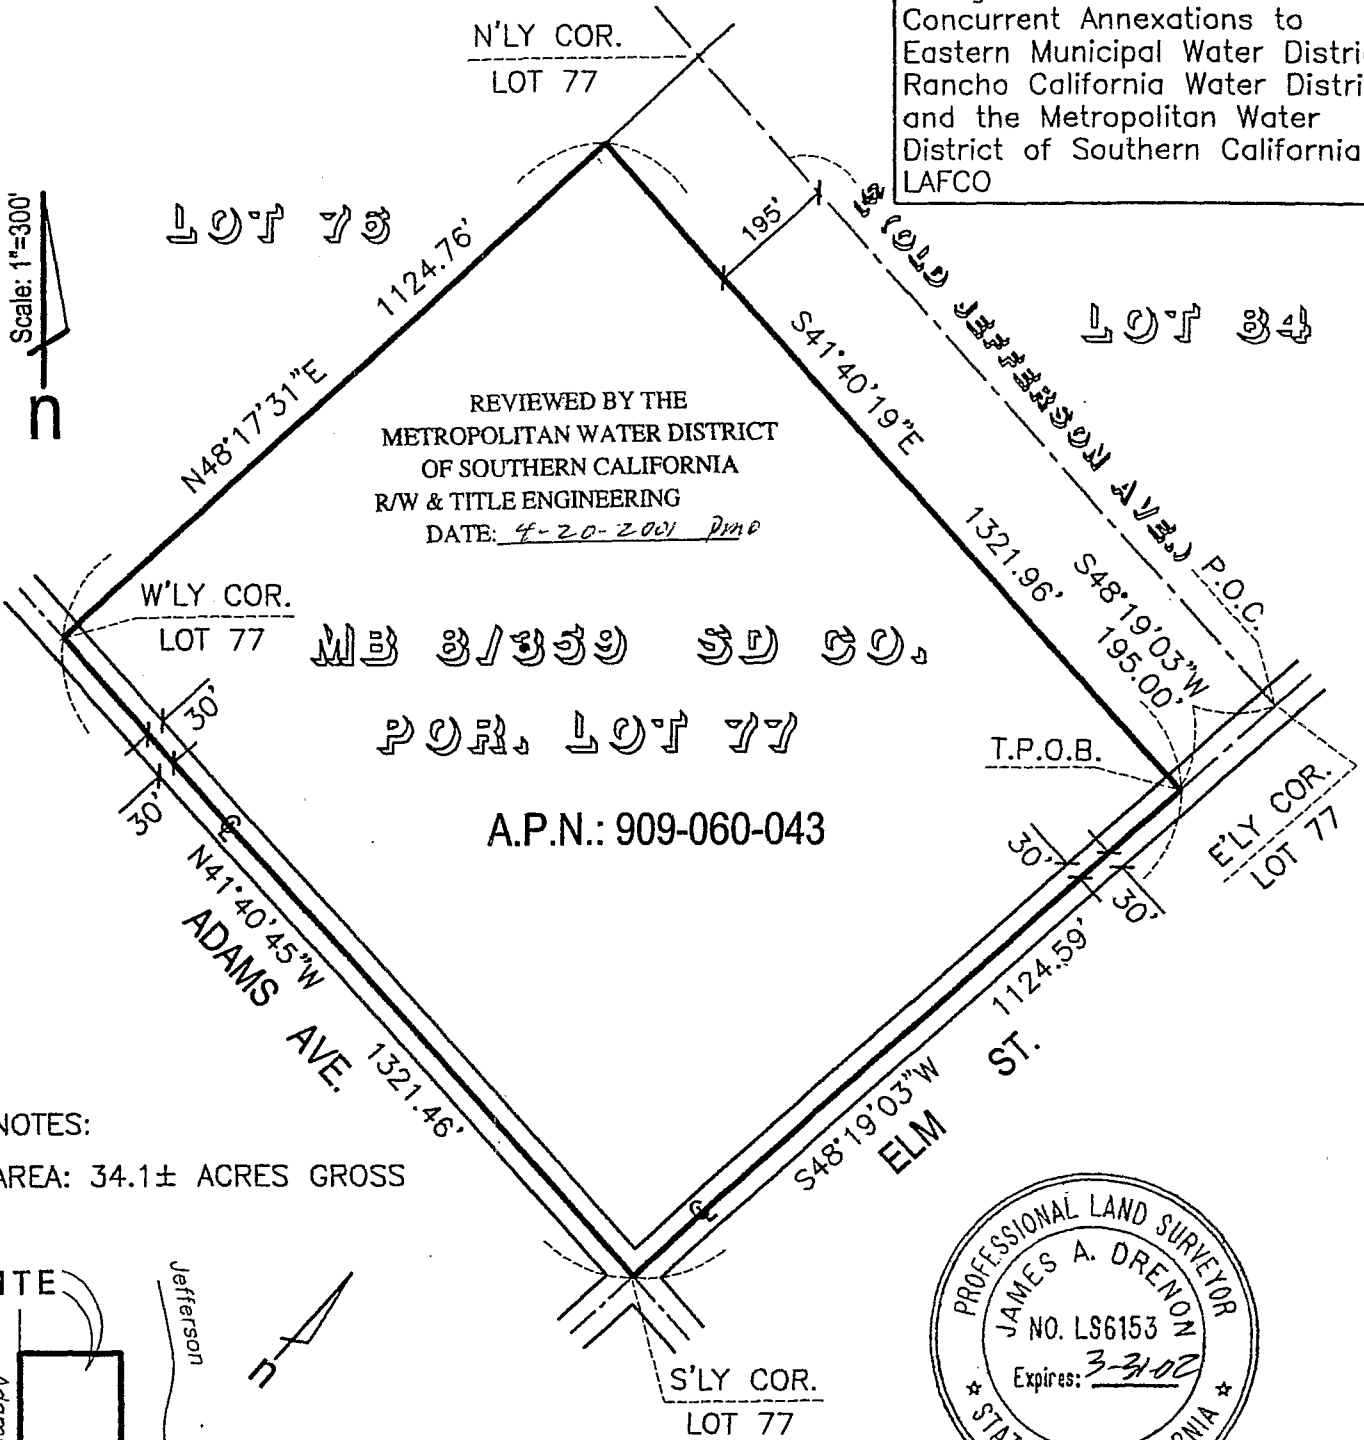 Concurrent Annexations to
Eastern Municipal Water
Rancho California Water
and the Metropolitan Water
District of Southern California
LAFCO
N'LY COR.
LOT 77
Scale: 1"=300'
n
LOT 76
1124.76'
N48°17'31"E
195'
℄ (OLD JEFFERSON AVE.)
LOT 84
S41°40'19"E
1321.96'
REVIEWED BY THE
METROPOLITAN WATER DISTRICT
OF SOUTHERN CALIFORNIA
R/W & TITLE ENGINEERING
DATE: 4-20-2001
S48°19'03"W
195.00'
P.O.C.
W'LY COR.
LOT 77
MB 8/359 SD CO.
POR. LOT 77
T.P.O.B.
A.P.N.: 909-060-043
E'LY COR.
LOT 77
30'
30'
30'
30'
℄
N41°40'45"W
ADAMS AVE.
1321.46'
1124.59'
S48°19'03"W
ELM ST.
℄
NOTES:
AREA: 34.1± ACRES GROSS
Jefferson
n
S'LY COR.
LOT 77
PROFESSIONAL LAND SURVEYOR
JAMES A. DRENON
NO. LS6153
Expires: 3-31-02